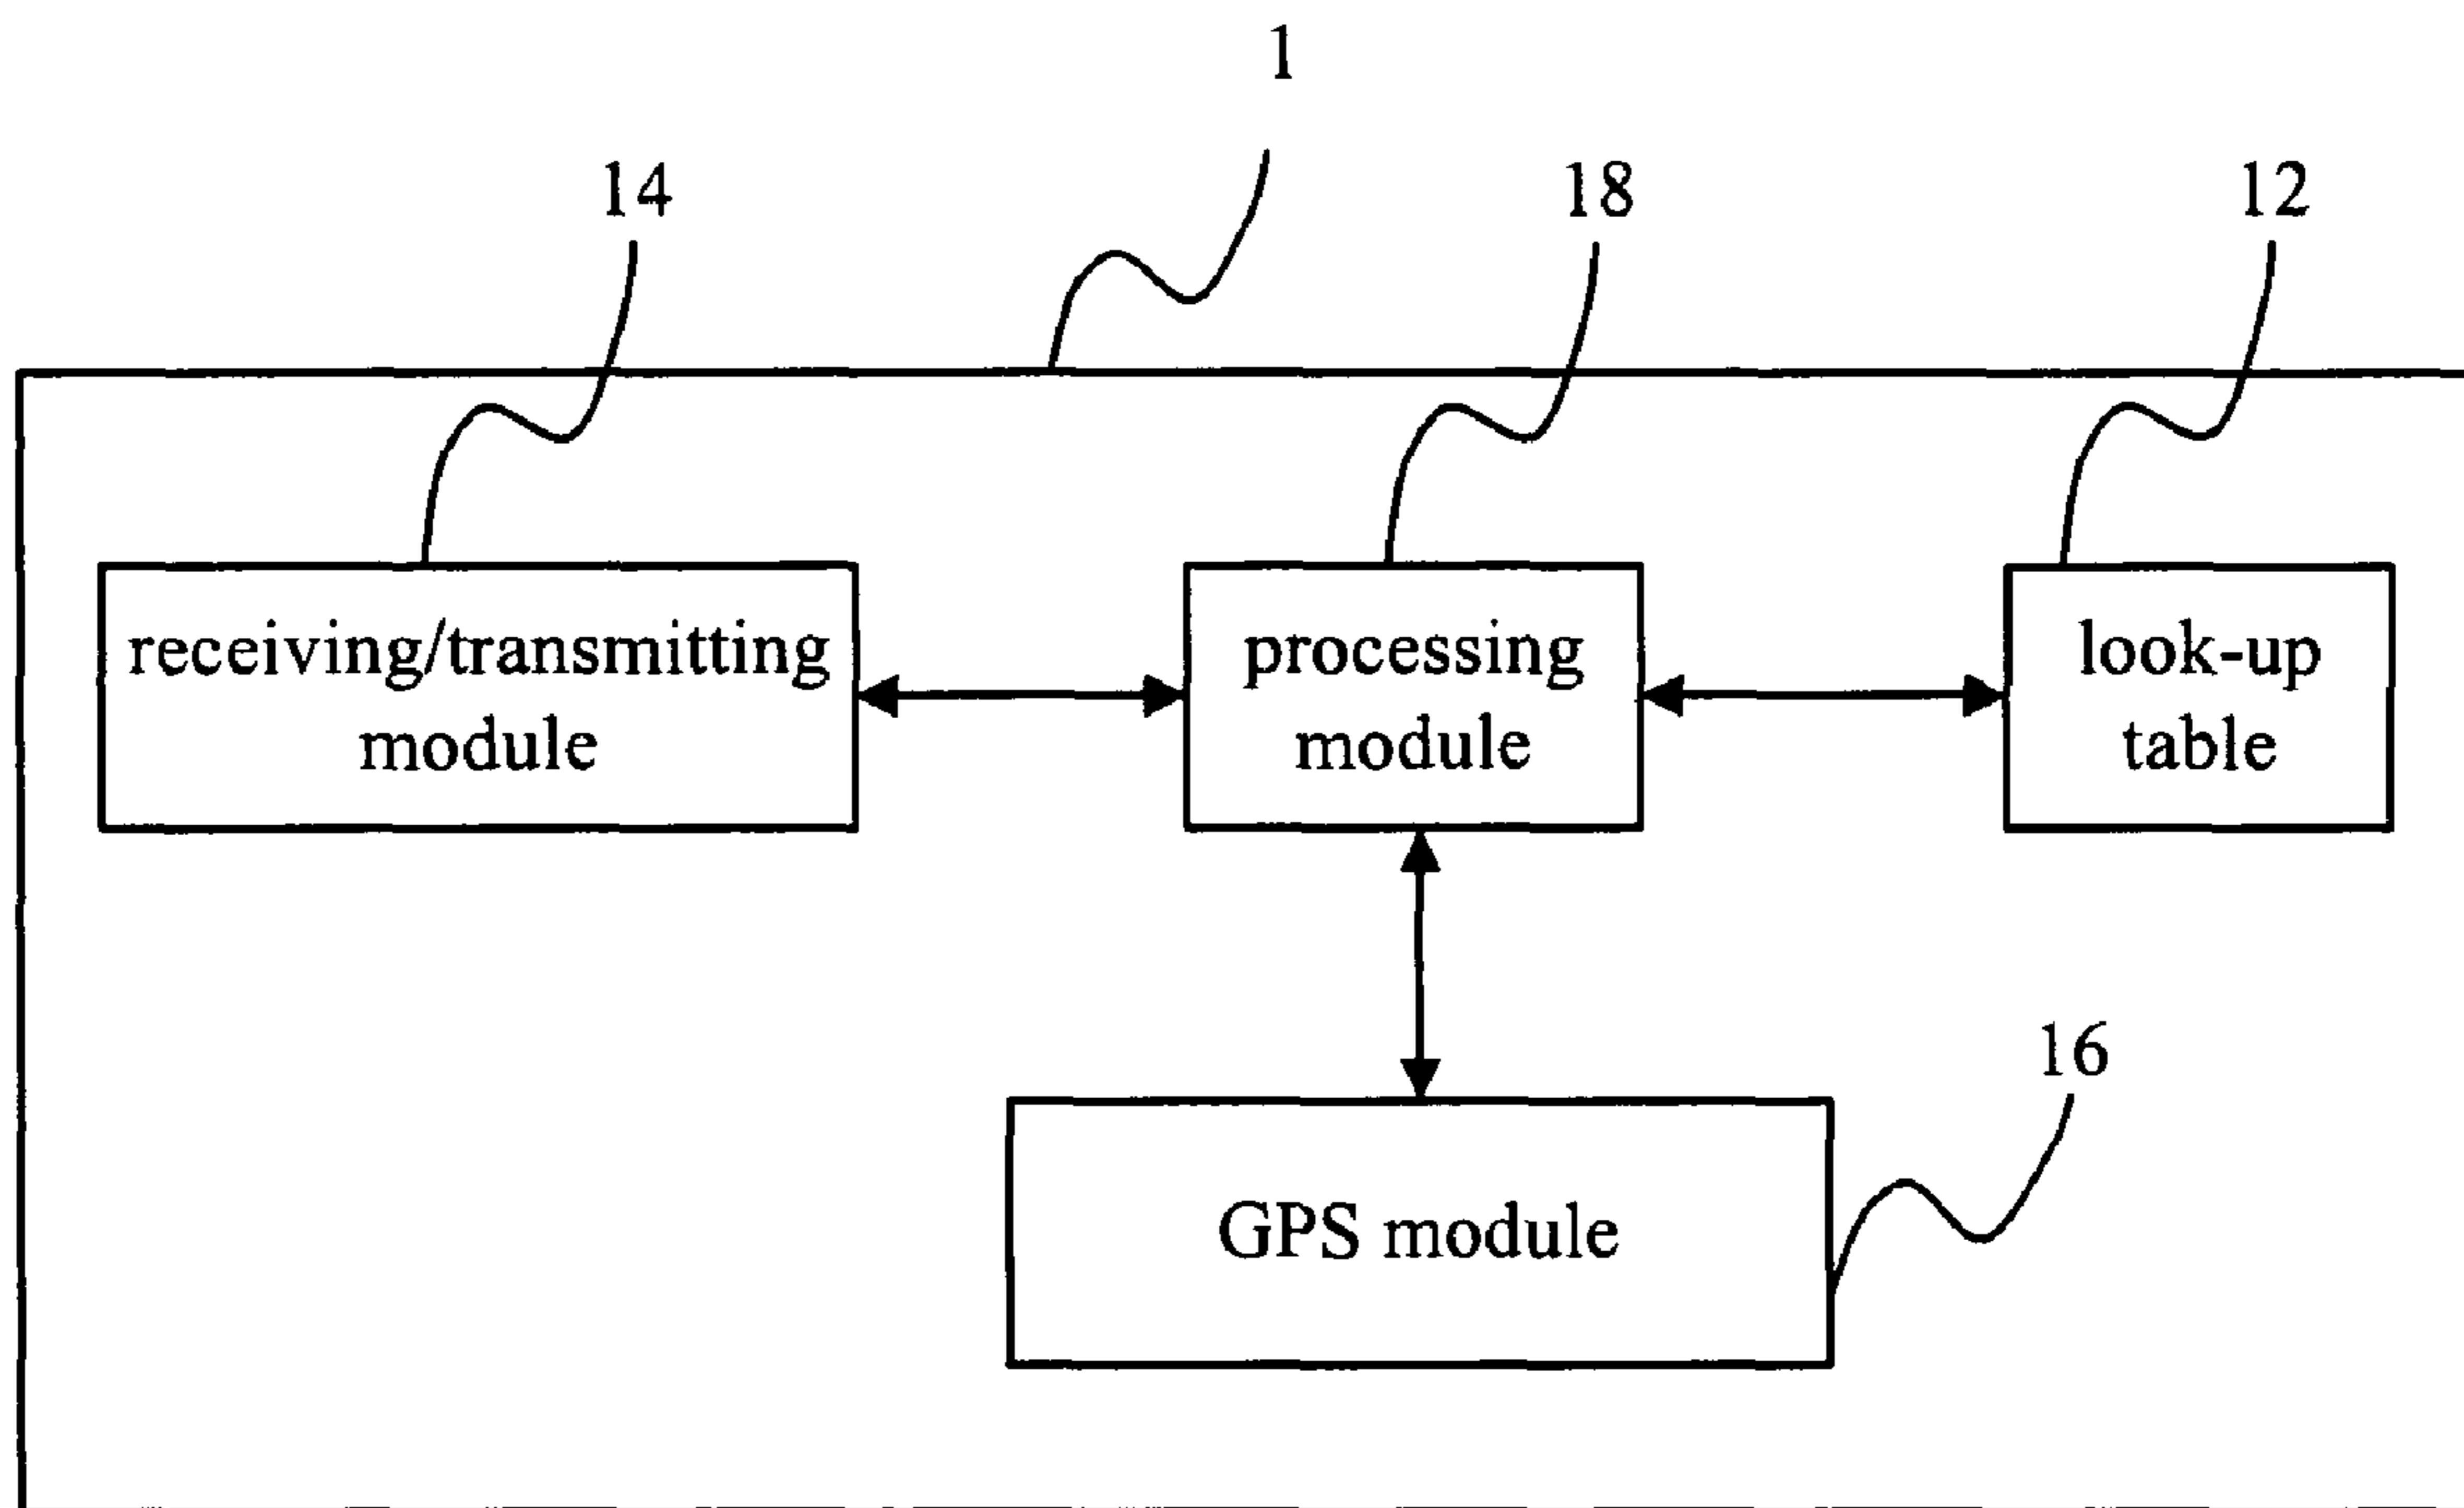 1
14
18
12
receiving/transmitting
module
processing
module
look-up
table
16
GPS module